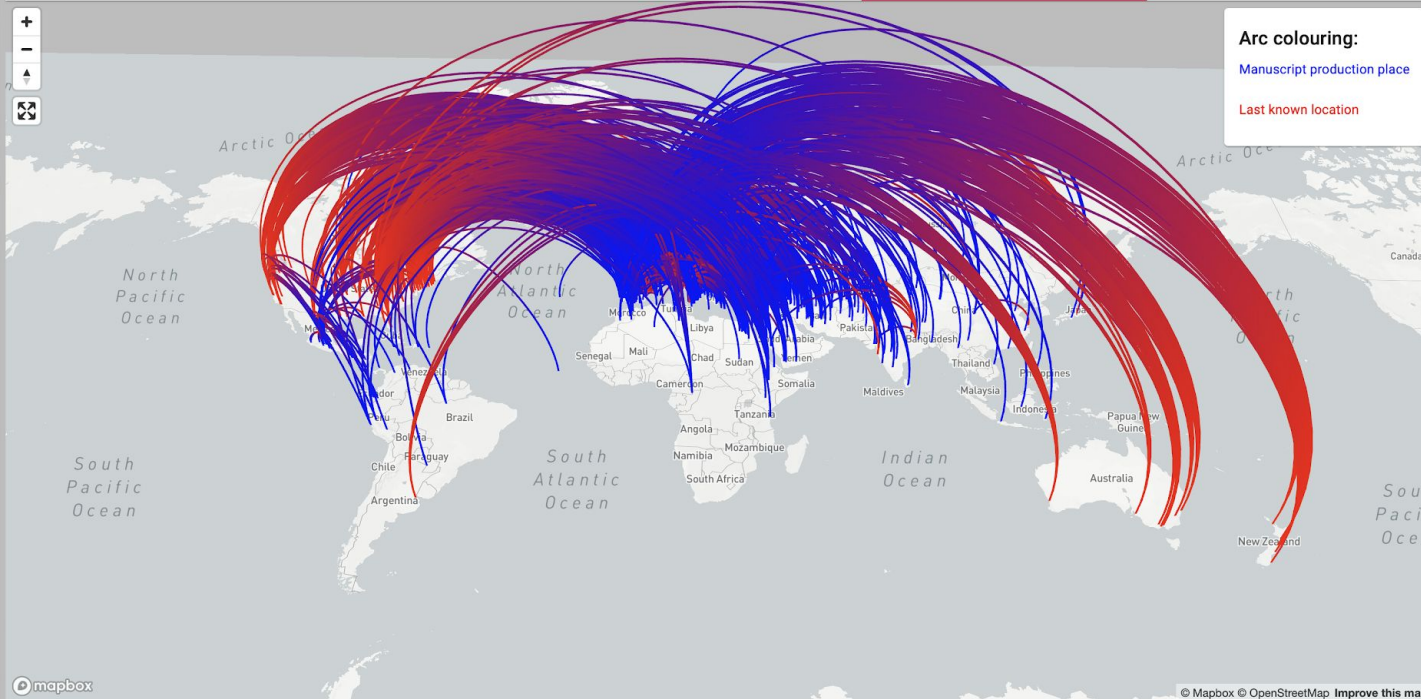 +
−
Arc colouring:
Manuscript production place
Last known location
Arctic
Arctic
Canada
North
Pacific
Ocean
North
Atlantic
Ocean
Morocco
Libya
Pakistan
China
Bangladesh
Senegal
Mali
Chad
Sudan
Yemen
Thailand
Philippines
Venezuela
Cameroon
Somalia
Maldives
Malaysia
Indonesia
Peru
Brazil
Tanzania
Papua New
Guinea
Bolivia
Angola
Paraguay
Namibia
Mozambique
Chile
South Africa
Australia
Argentina
South
Pacific
Ocean
South
Atlantic
Ocean
Indian
Ocean
New Zealand
Sou
Paci
Oce
mapbox
© Mapbox © OpenStreetMap Improve this ma